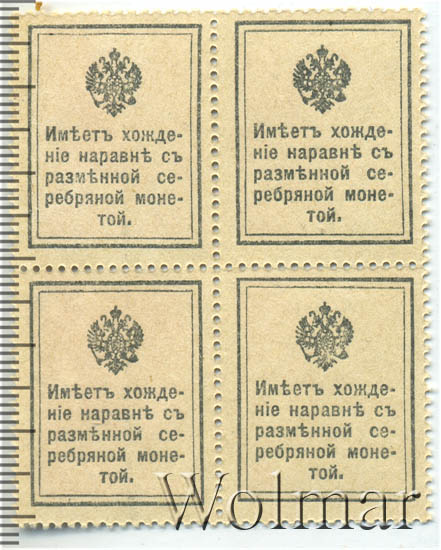 Имѣетъ хожде-
ніе наравнѣ съ
размѣнной се-
ребряной моне-
той.
Имѣетъ хожде-
ніе наравнѣ съ
размѣнной се-
ребряной моне-
той.
Имѣетъ хожде-
ніе наравнѣ съ
размѣнной се-
ребряной моне-
той.
Имѣетъ хожде-
ніе наравнѣ съ
размѣнной се-
ребряной моне-
той.
Wolmar